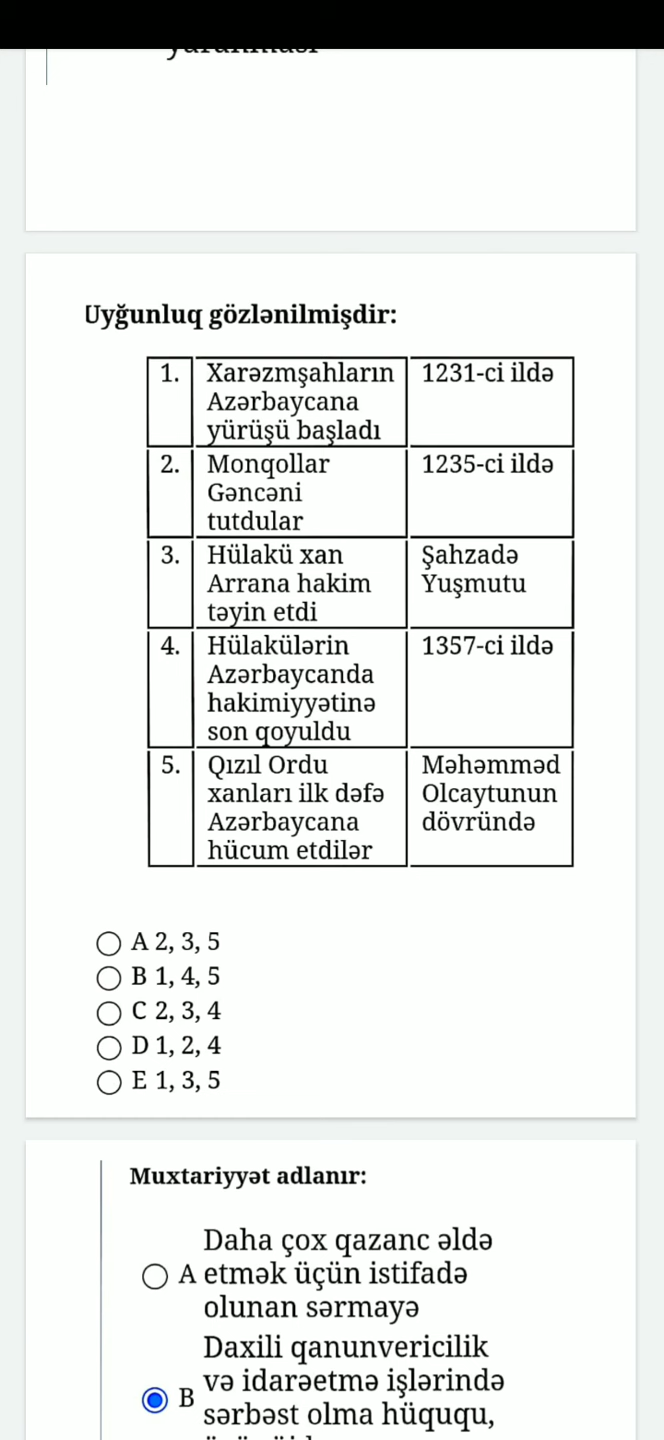 Uyğunluq gözlənilmişdir:
1. Xarəzmşahların 1231-ci ildə
Azərbaycana
yürüşü başladı
2. Monqollar 1235-ci ildə
Gəncəni
tutdular
3. Hülakü xan Şahzadə
Arrana hakim Yuşmutu
təyin etdi
4. Hülakülərin 1357-ci ildə
Azərbaycanda
hakimiyyətinə
son qoyuldu
5. Qızıl Ordu Məhəmməd
xanları ilk dəfə Olcaytunun
Azərbaycana dövründə
hücum etdilər
A 2, 3, 5
B 1, 4, 5
C 2, 3, 4
D 1, 2, 4
E 1, 3, 5
Muxtariyyət adlanır:
Daha çox qazanc əldə
A etmək üçün istifadə
olunan sərmayə
Daxili qanunvericilik
və idarəetmə işlərində
B
sərbəst olma hüququ,